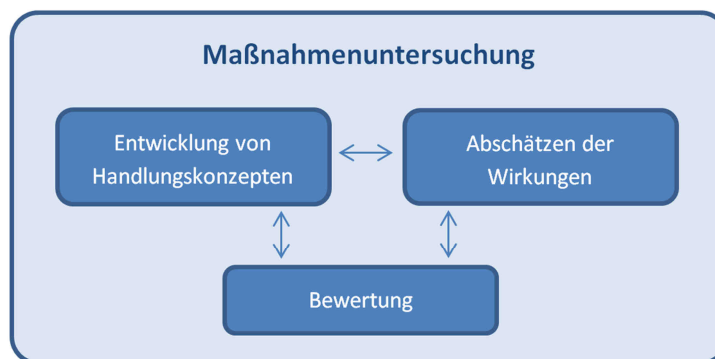 Maßnahmenuntersuchung
Entwicklung von
Handlungskonzepten
Abschätzen der
Wirkungen
Bewertung